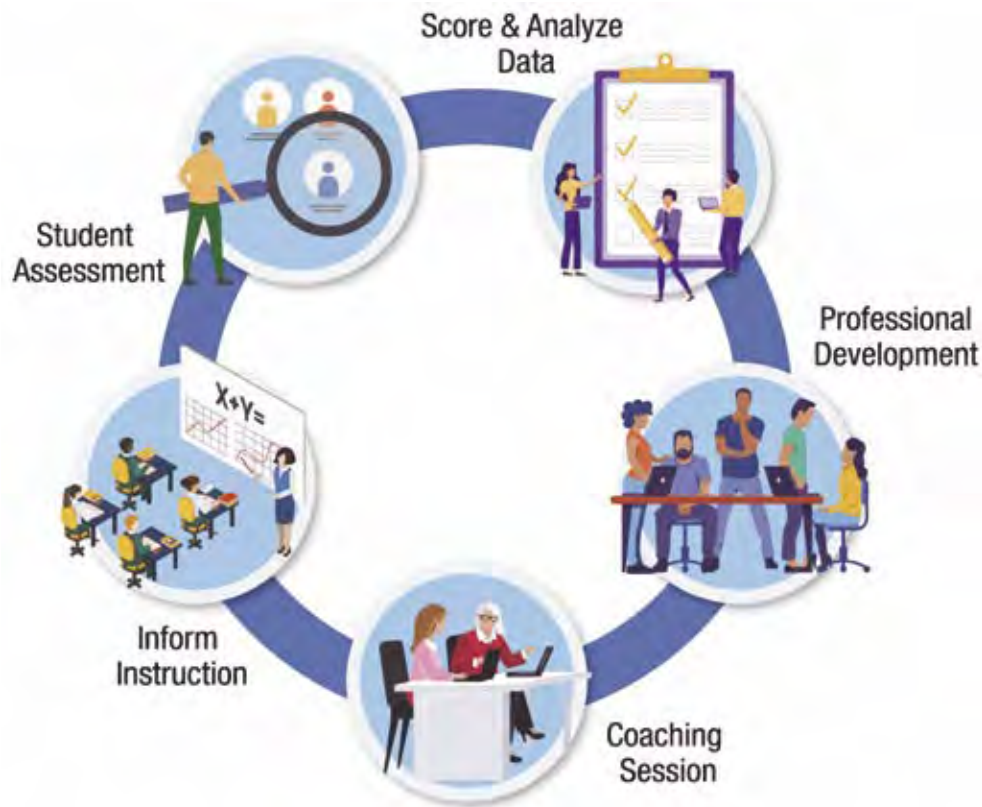 Score & Analyze
Data
Student
Assessment
Professional
Development
X+Y=
Inform
Instruction
Coaching
Session